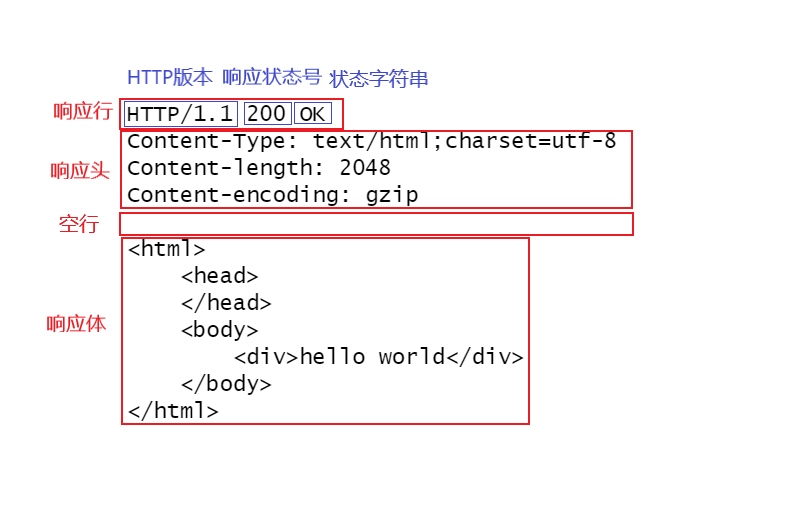 HTTP版本 响应状态号 状态字符串
响应行 HTTP/1.1 200 OK
Content-Type: text/html;charset=utf-8
响应头 Content-length: 2048
Content-encoding: gzip
空行
<html>
    <head>
    </head>
响应体     <body>
        <div>hello world</div>
    </body>
</html>